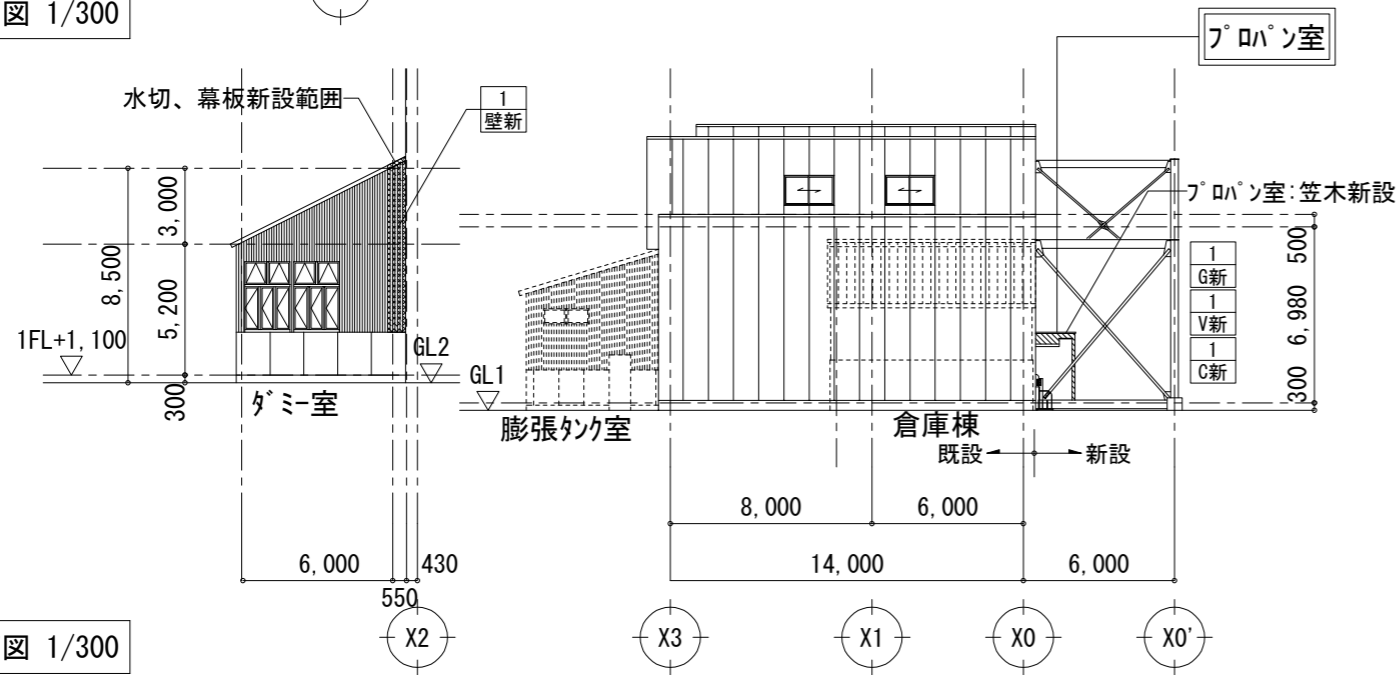 図 1/300
ﾌﾟﾛﾊﾟﾝ室
水切、幕板新設範囲
1
壁新
ﾌﾟﾛﾊﾟﾝ室:笠木新設
3,000
8,500
5,200
300
1FL+1,100
GL2
GL1
ﾀﾞﾐｰ室
膨張ﾀﾝｸ室
倉庫棟
既設
新設
500
6,980
300
1
G新
1
V新
1
C新
8,000
6,000
6,000
430
550
14,000
6,000
X2
X3
X1
X0
X0'
図 1/300